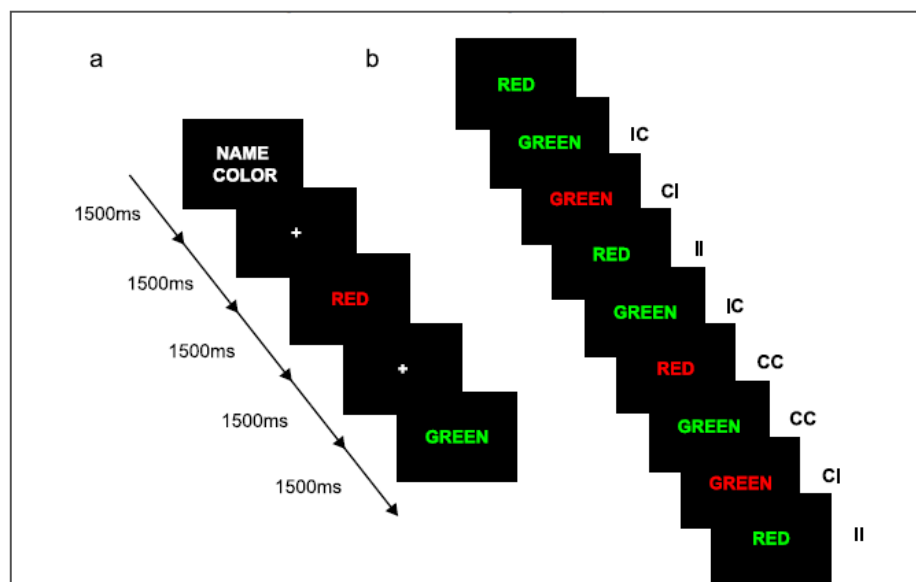 a
NAME
COLOR
+
RED
+
GREEN
1500ms
1500ms
1500ms
1500ms
1500ms
b
RED
GREEN
IC
GREEN
CI
RED
II
GREEN
IC
RED
CC
GREEN
CC
GREEN
CI
RED
II